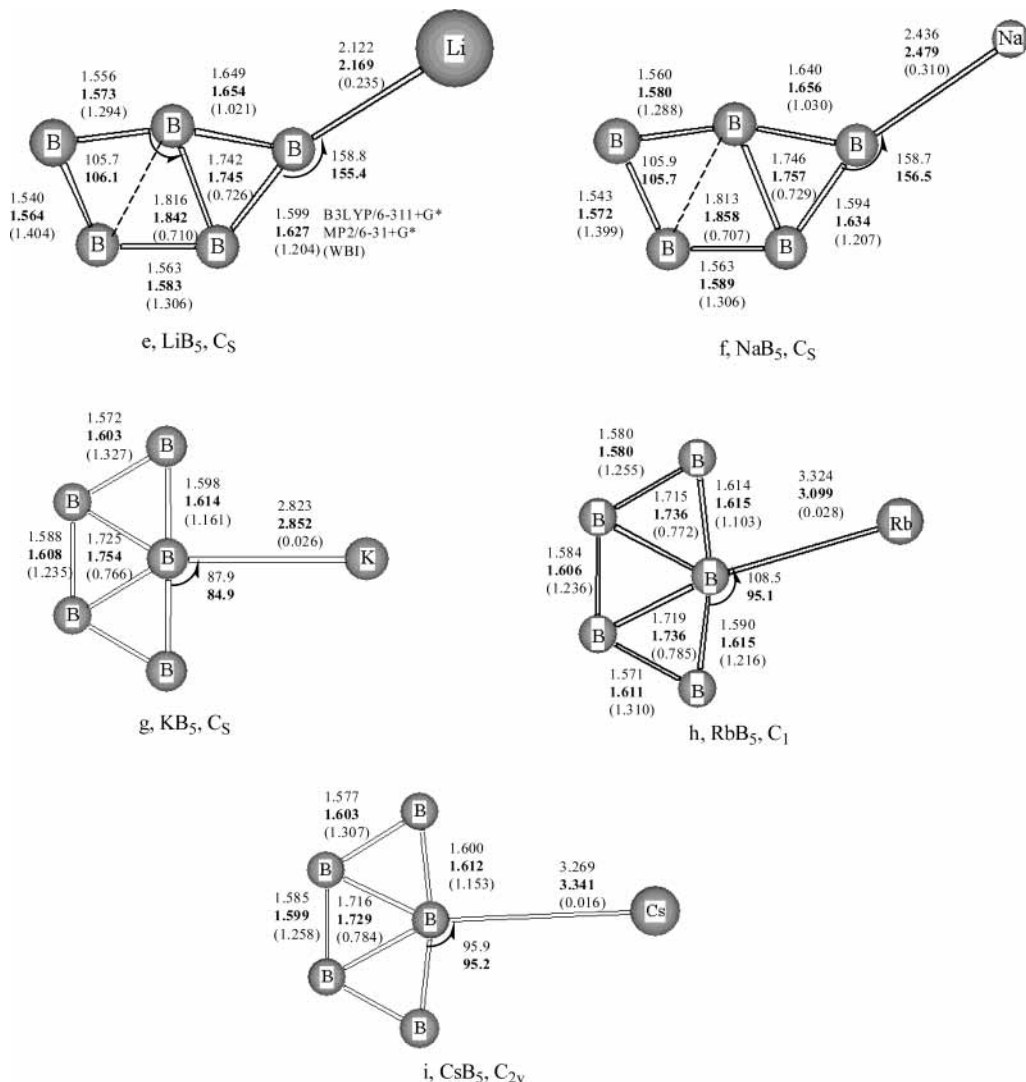 Li
2.122
2.169
(0.235)
1.556
1.573
(1.294)
1.649
1.654
(1.021)
B
B
B
105.7
106.1
1.742
1.745
(0.726)
158.8
155.4
1.540
1.564
(1.404)
1.816
1.842
(0.710)
1.599 B3LYP/6-311+G*
1.627 MP2/6-31+G*
(1.204) (WBI)
B
B
1.563
1.583
(1.306)
e, LiB5, CS
Na
2.436
2.479
(0.310)
1.560
1.580
(1.288)
1.640
1.656
(1.030)
B
B
B
105.9
105.7
1.746
1.757
(0.729)
158.7
156.5
1.543
1.572
(1.399)
1.813
1.858
(0.707)
1.594
1.634
(1.207)
B
B
1.563
1.589
(1.306)
f, NaB5, CS
1.572
1.603
(1.327)
B
B
1.598
1.614
(1.161)
2.823
2.852
(0.026)
1.588
1.608
(1.235)
1.725
1.754
(0.766)
B
K
87.9
84.9
B
B
g, KB5, CS
1.580
1.580
(1.255)
B
1.614
1.615
(1.103)
3.324
3.099
(0.028)
1.715
1.736
(0.772)
B
Rb
1.584
1.606
(1.236)
B
108.5
95.1
B
1.719
1.736
(0.785)
1.590
1.615
(1.216)
1.571
1.611
(1.310)
B
h, RbB5, C1
1.577
1.603
(1.307)
B
B
1.600
1.612
(1.153)
3.269
3.341
(0.016)
1.585
1.599
(1.258)
1.716
1.729
(0.784)
B
Cs
95.9
95.2
B
B
i, CsB5, C2v